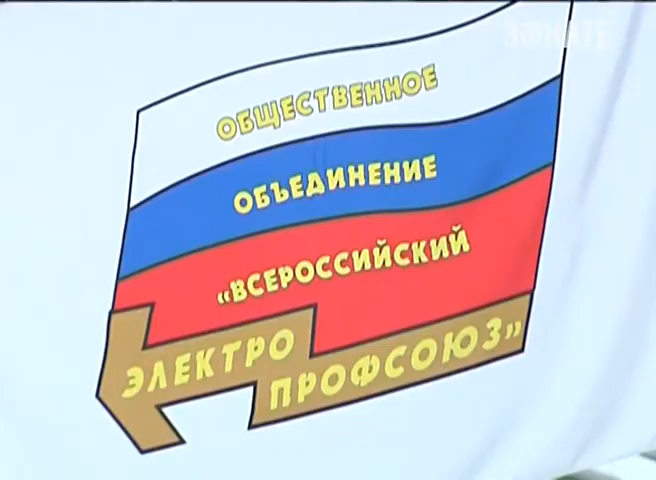 ОБЩЕСТВЕННОЕ
ОБЪЕДИНЕНИЕ
«ВСЕРОССИЙСКИЙ
ЭЛЕКТРО
ПРОФСОЮЗ»